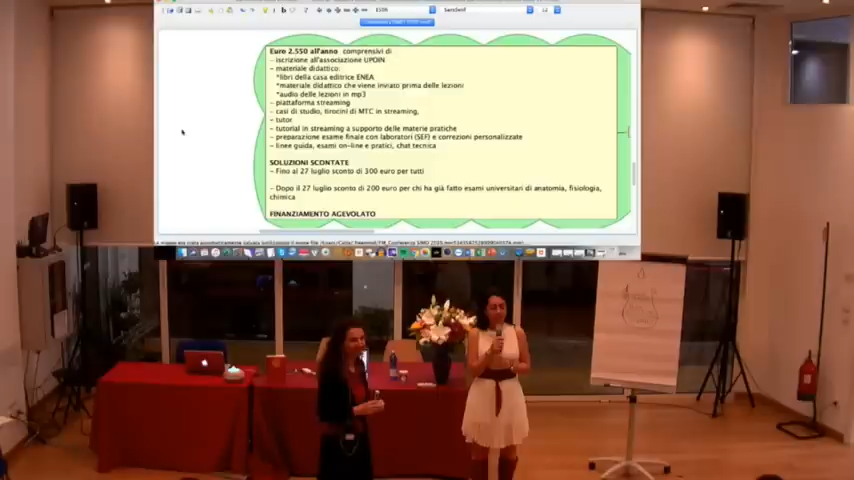 Euro 2.550 all'anno comprensivi di
- iscrizione all'associazione UPDIN
- materiale didattico:
*libri della casa editrice ENEA
*materiale didattico che viene inviato prima delle lezioni
*audio delle lezioni in mp3
- piattaforma streaming
- casi di studio, tirocini di MTC in streaming,
- tutor
- tutorial in streaming a supporto delle materie pratiche
- preparazione esame finale con laboratori (SEF) e correzioni personalizzate
- linee guida, esami on-line e pratici, chat tecnica
SOLUZIONI SCONTATE
- Fino al 27 luglio sconto di 300 euro per tutti
- Dopo il 27 luglio sconto di 200 euro per chi ha già fatto esami universitari di anatomia, fisiologia,
chimica
FINANZIAMENTO AGEVOLATO